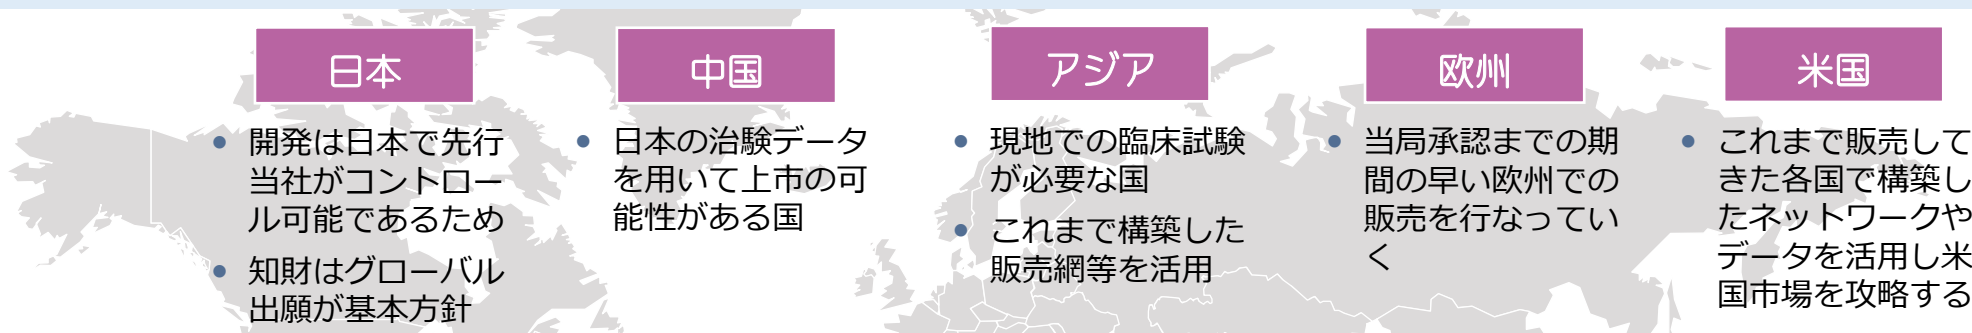 日本
開発は日本で先行
当社がコントロー
ル可能であるため
知財はグローバル
出願が基本方針
中国
日本の治験データ
を用いて上市の可
能性がある国
アジア
現地での臨床試験
が必要な国
これまで構築した
販売網等を活用
欧州
当局承認までの期
間の早い欧州での
販売を行なってい
く
米国
これまで販売して
きた各国で構築し
たネットワークや
データを活用し米
国市場を攻略する